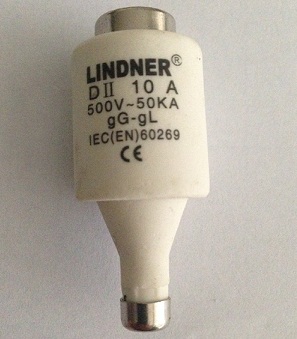 LINDNER®
DII 10 A
500V~50KA
gG-gL
IEC(EN)60269
CE